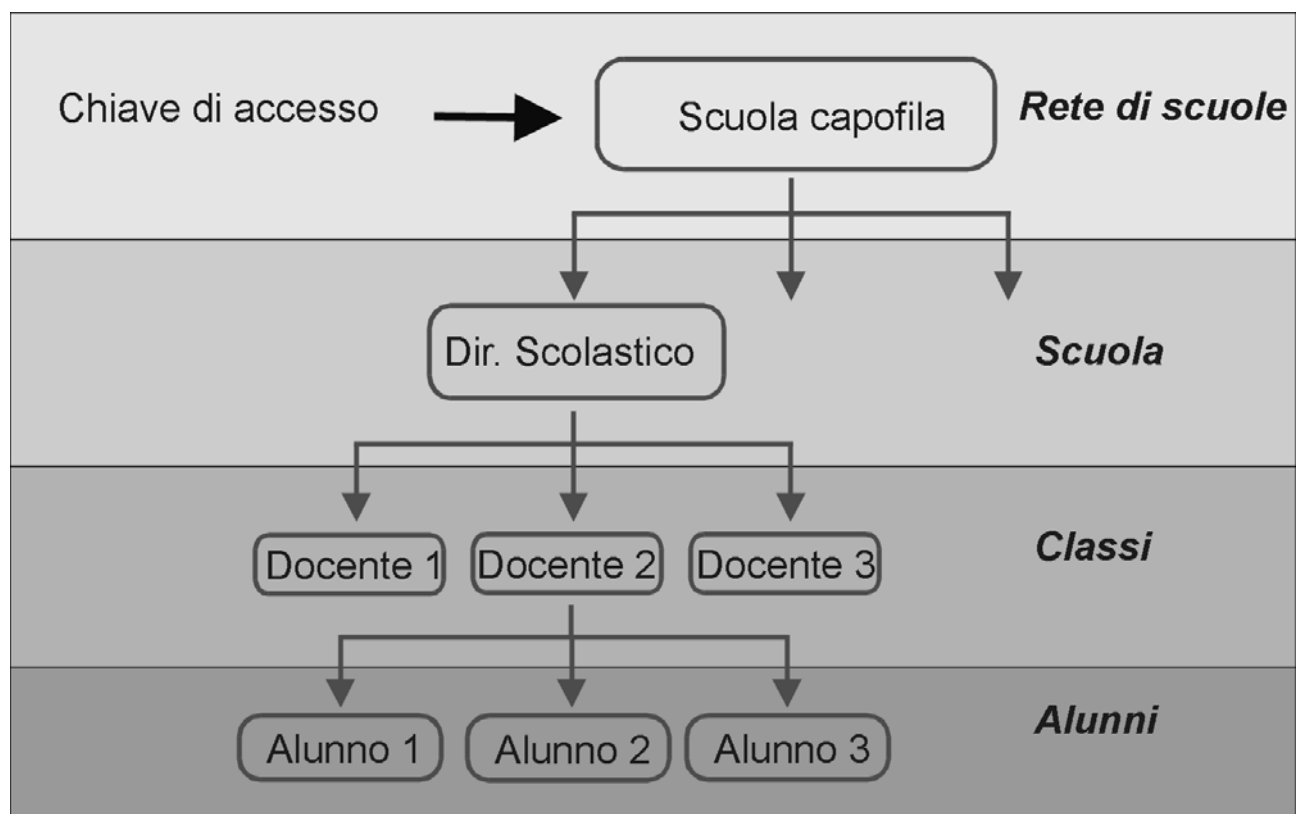 Chiave di accesso
Scuola capofila
Rete di scuole
Dir. Scolastico
Scuola
Docente 1
Docente 2
Docente 3
Classi
Alunno 1
Alunno 2
Alunno 3
Alunni